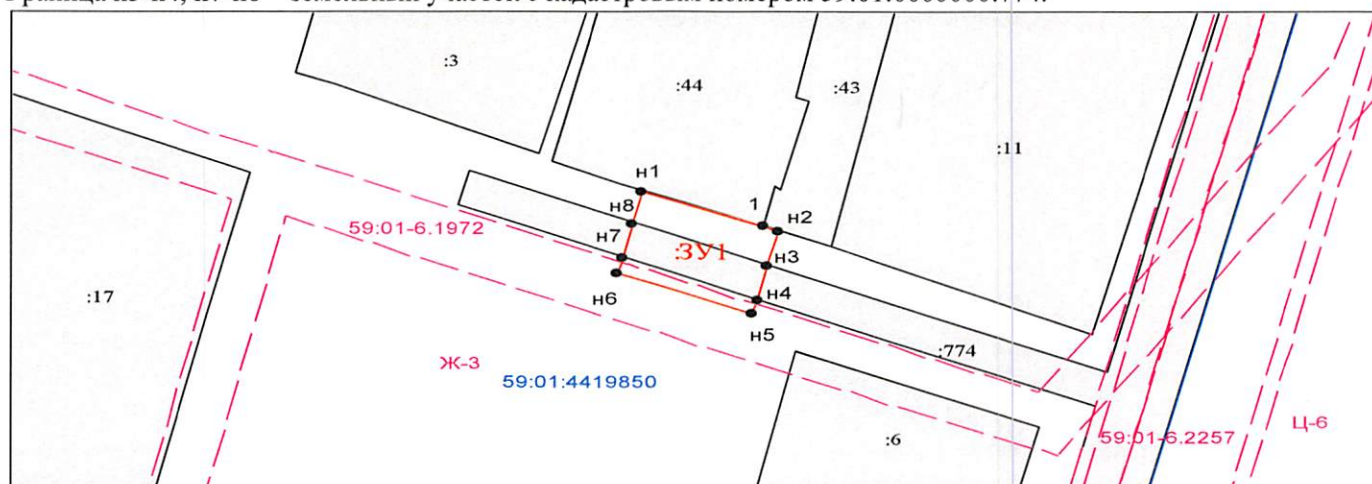 :3
:44
:43
:11
н1
1
н2
н8
59:01-6.1972
н7
:ЗУ1
н3
н6
н4
:17
н5
:774
Ж-3
59:01:4419850
Ц-6
:6
59:01-6.2257